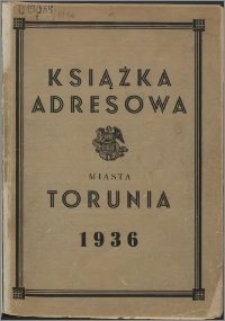 KSIĄŻKA
ADRESOWA
MIASTA
TORUNIA
1936